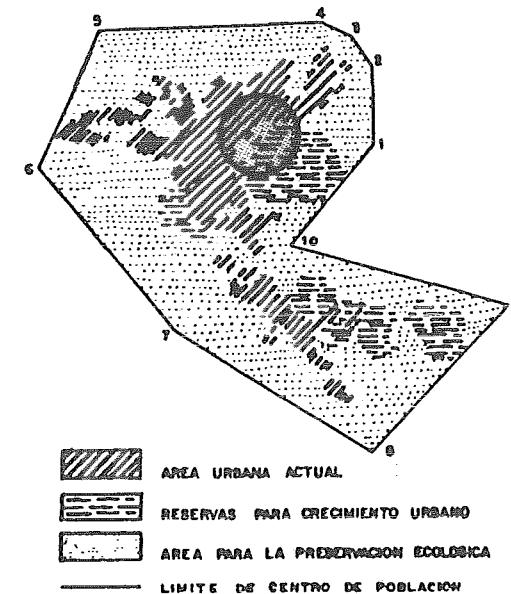 4
5
3
2
1
6
10
7
8
AREA URBANA ACTUAL
RESERVAS PARA CRECIMIENTO URBANO
AREA PARA LA PRESERVACION ECOLOGICA
LIMITE DE CENTRO DE POBLACION